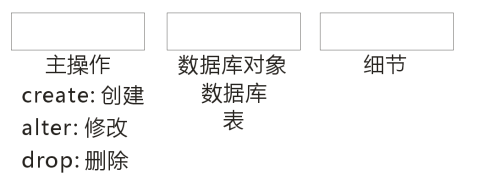 主操作
create: 创建
alter: 修改
drop: 删除
数据库对象
数据库
表
细节